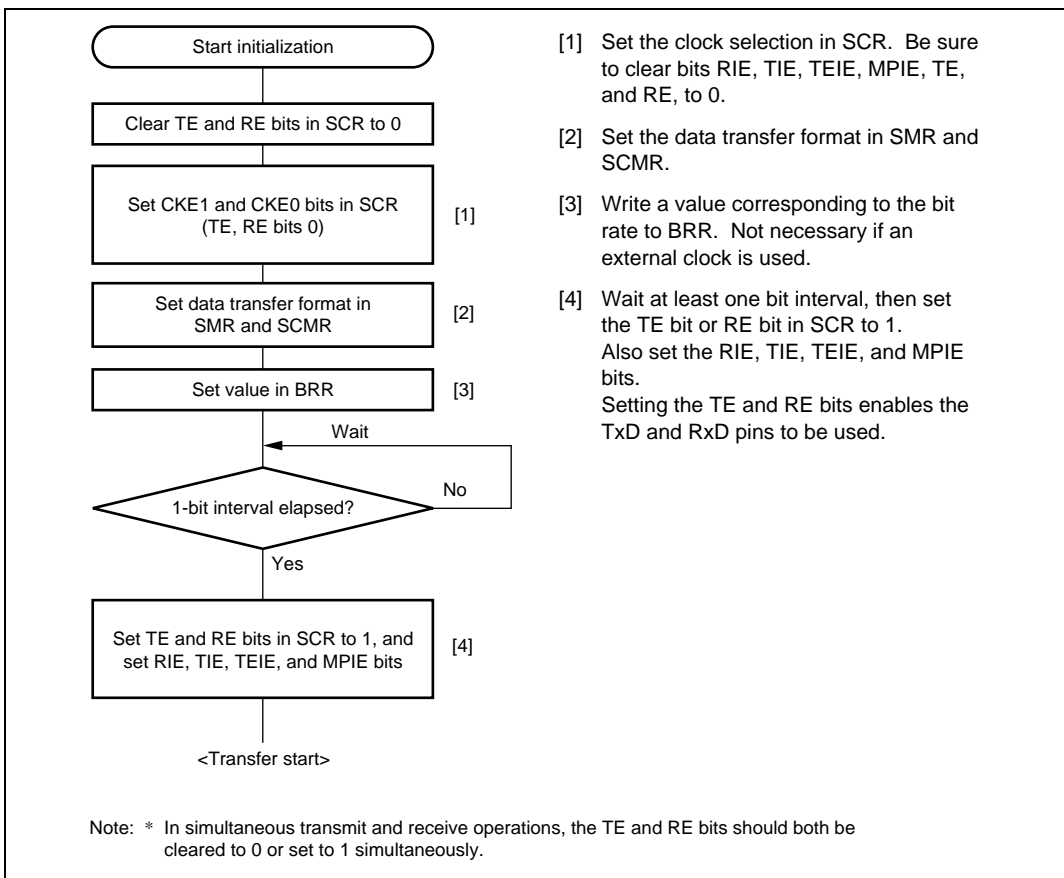 Start initialization
Clear TE and RE bits in SCR to 0
Set CKE1 and CKE0 bits in SCR
(TE, RE bits 0)
[1]
Set data transfer format in
SMR and SCMR
[2]
Set value in BRR
[3]
Wait
No
1-bit interval elapsed?
Yes
Set TE and RE bits in SCR to 1, and
set RIE, TIE, TEIE, and MPIE bits
[4]
<Transfer start>
[1] Set the clock selection in SCR. Be sure
to clear bits RIE, TIE, TEIE, MPIE, TE,
and RE, to 0.
[2] Set the data transfer format in SMR and
SCMR.
[3] Write a value corresponding to the bit
rate to BRR. Not necessary if an
external clock is used.
[4] Wait at least one bit interval, then set
the TE bit or RE bit in SCR to 1.
Also set the RIE, TIE, TEIE, and MPIE
bits.
Setting the TE and RE bits enables the
TxD and RxD pins to be used.
Note: * In simultaneous transmit and receive operations, the TE and RE bits should both be
cleared to 0 or set to 1 simultaneously.